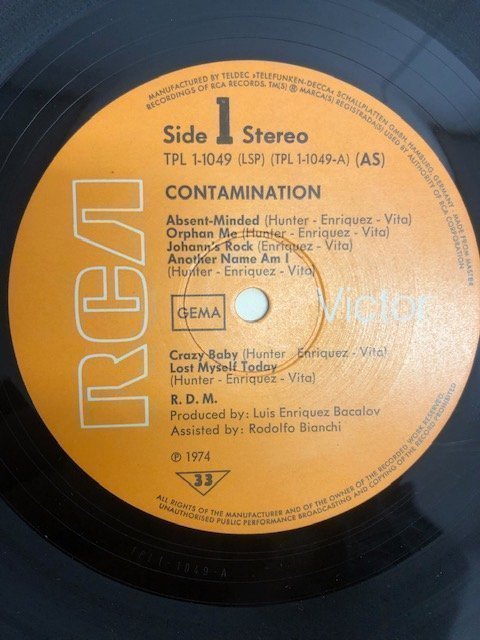 MANUFACTURED BY TELDEC »TELEFUNKEN-DECCA« SCHALLPLATTEN GMBH, HAMBURG, GERMANY, MADE FROM MASTER
RECORDINGS OF RCA RECORDS. TM(S) ® MARCA(S) REGISTRADA(S) USED BY AUTHORITY OF RCA CORPORATION
Side 1 Stereo
TPL 1-1049 (LSP) (TPL 1-1049-A) (AS)
CONTAMINATION
Absent-Minded (Hunter - Enriquez - Vita)
Orphan Me (Hunter - Enriquez - Vita)
Johann's Rock (Enriquez - Vita)
Another Name Am I
(Hunter - Enriquez - Vita)
RCA
GEMA
Victor
Crazy Baby (Hunter Enriquez - Vita)
Lost Myself Today
(Hunter - Enriquez - Vita)
R. D. M.
Produced by: Luis Enriquez Bacalov
Assisted by: Rodolfo Bianchi
℗ 1974
33
ALL RIGHTS OF THE MANUFACTURER AND OF THE OWNER OF THE RECORDED WORK RESERVED.
UNAUTHORISED PUBLIC PERFORMANCE BROADCASTING AND COPYING OF THE RECORD PROHIBITED
TPL 1-1049-A